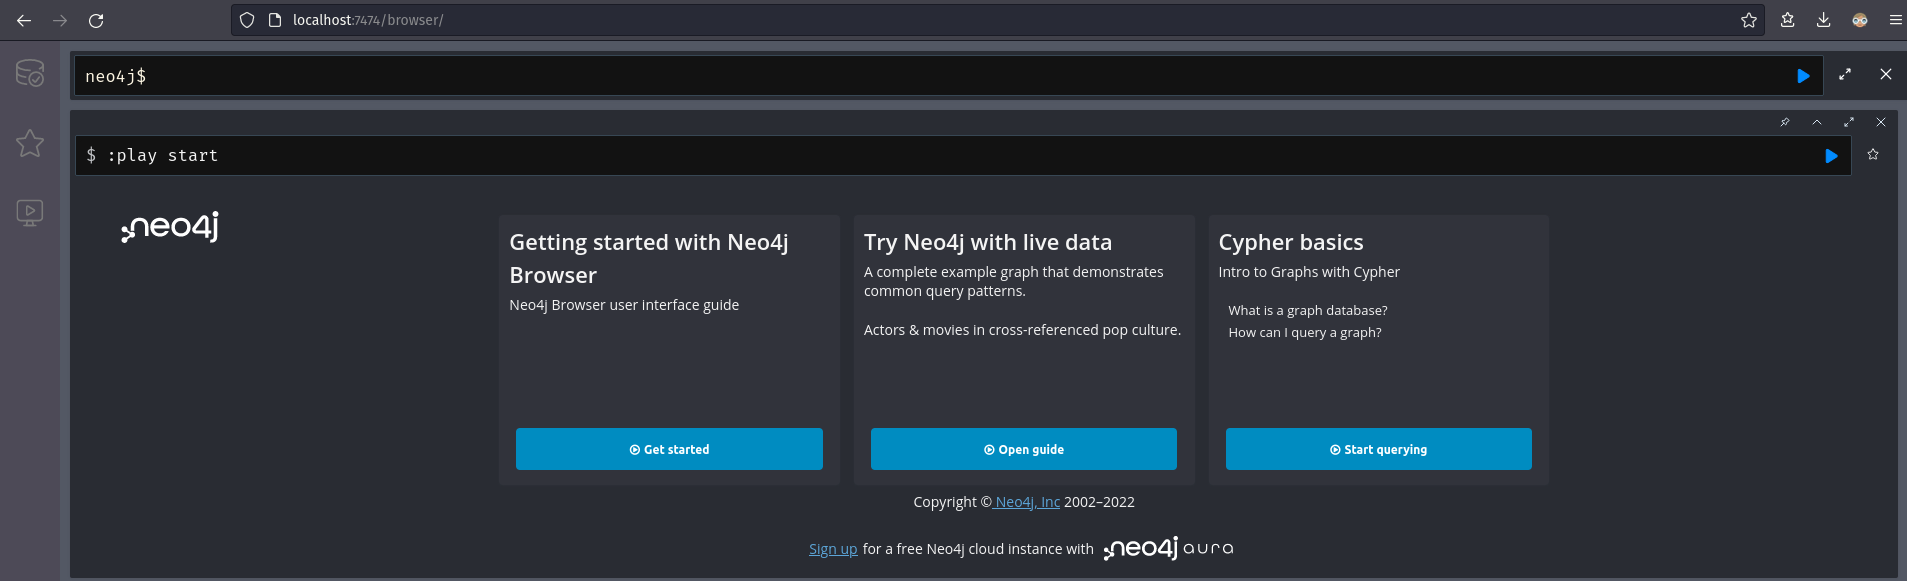 localhost:7474/browser/
neo4j$
$ :play start
neo4j
Getting started with Neo4j
Browser
Neo4j Browser user interface guide
Get started
Try Neo4j with live data
A complete example graph that demonstrates
common query patterns.
Actors & movies in cross-referenced pop culture.
Open guide
Cypher basics
Intro to Graphs with Cypher
What is a graph database?
How can I query a graph?
Start querying
Copyright © Neo4j, Inc 2002–2022
Sign up for a free Neo4j cloud instance with neo4j aura